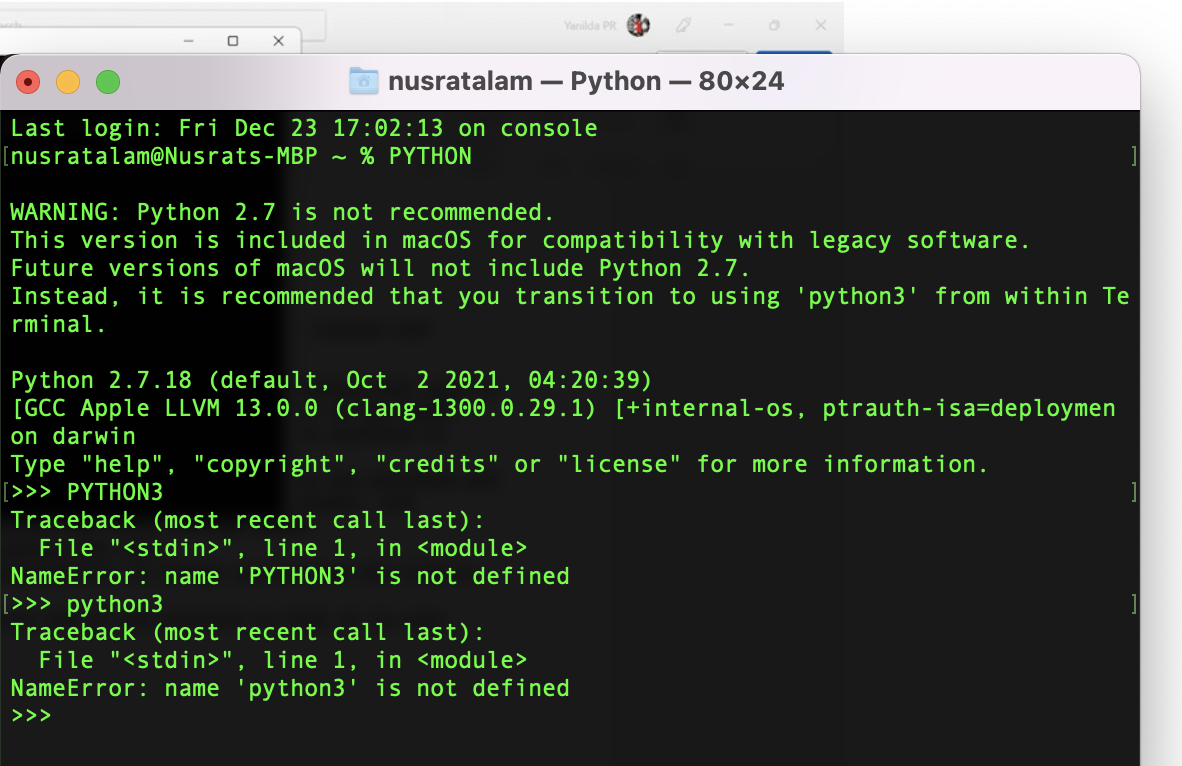 Yanilda PR
nusratalam — Python — 80×24
Last login: Fri Dec 23 17:02:13 on console
[nusratalam@Nusrats-MBP ~ % PYTHON ]
WARNING: Python 2.7 is not recommended.
This version is included in macOS for compatibility with legacy software.
Future versions of macOS will not include Python 2.7.
Instead, it is recommended that you transition to using 'python3' from within Te
rminal.
Python 2.7.18 (default, Oct  2 2021, 04:20:39)
[GCC Apple LLVM 13.0.0 (clang-1300.0.29.1) [+internal-os, ptrauth-isa=deploymen
on darwin
Type "help", "copyright", "credits" or "license" for more information.
[>>> PYTHON3 ]
Traceback (most recent call last):
  File "<stdin>", line 1, in <module>
NameError: name 'PYTHON3' is not defined
[>>> python3 ]
Traceback (most recent call last):
  File "<stdin>", line 1, in <module>
NameError: name 'python3' is not defined
>>>